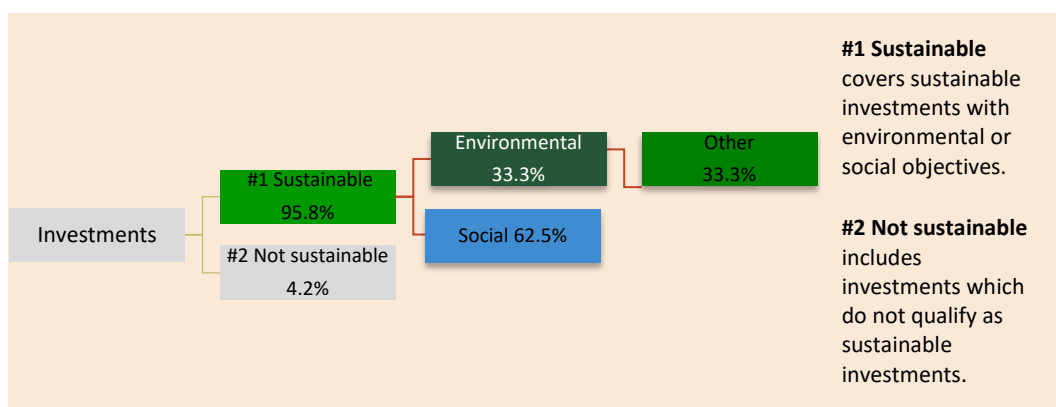 Investments
#1 Sustainable
95.8%
#2 Not sustainable
4.2%
Environmental
33.3%
Social 62.5%
Other
33.3%
#1 Sustainable
covers sustainable
investments with
environmental or
social objectives.
#2 Not sustainable
includes
investments which
do not qualify as
sustainable
investments.